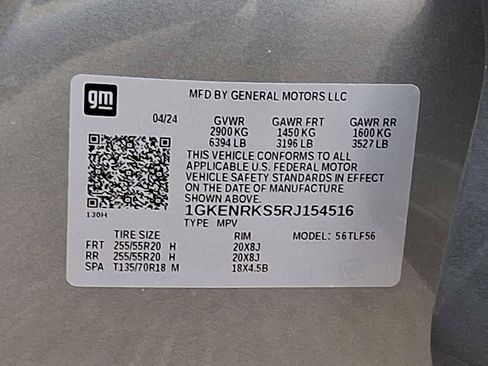 gm
MFD BY GENERAL MOTORS LLC
04/24 GVWR GAWR FRT GAWR RR
2900 KG 1450 KG 1600 KG
6394 LB 3196 LB 3527 LB
THIS VEHICLE CONFORMS TO ALL
APPLICABLE U.S. FEDERAL MOTOR
VEHICLE SAFETY STANDARDS IN EFFECT
ON THE DATE OF MANUFACTURE
SHOWN ABOVE.
1GKENRKS5RJ154516
130H TYPE MPV
TIRE SIZE RIM MODEL: 56TLF56
FRT 255/55R20 H 20X8J
RR 255/55R20 H 20X8J
SPA T135/70R18 M 18X4.5B